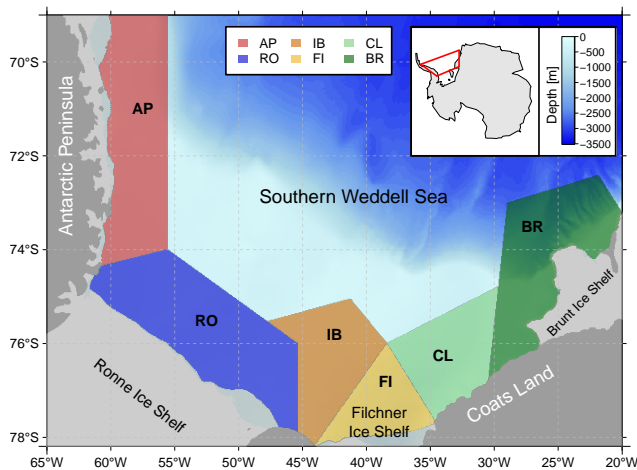 AP IB CL
RO FI BR
0
−500
−1000
−1500
−2000
−2500
−3000
−3500
Depth [m]
70°S
72°S
74°S
76°S
78°S
Antarctic Peninsula
AP
Southern Weddell Sea
BR
RO
IB
CL
FI
Brunt Ice Shelf
Ronne Ice Shelf
Filchner
Ice Shelf
Coats Land
65°W 60°W 55°W 50°W 45°W 40°W 35°W 30°W 25°W 20°W